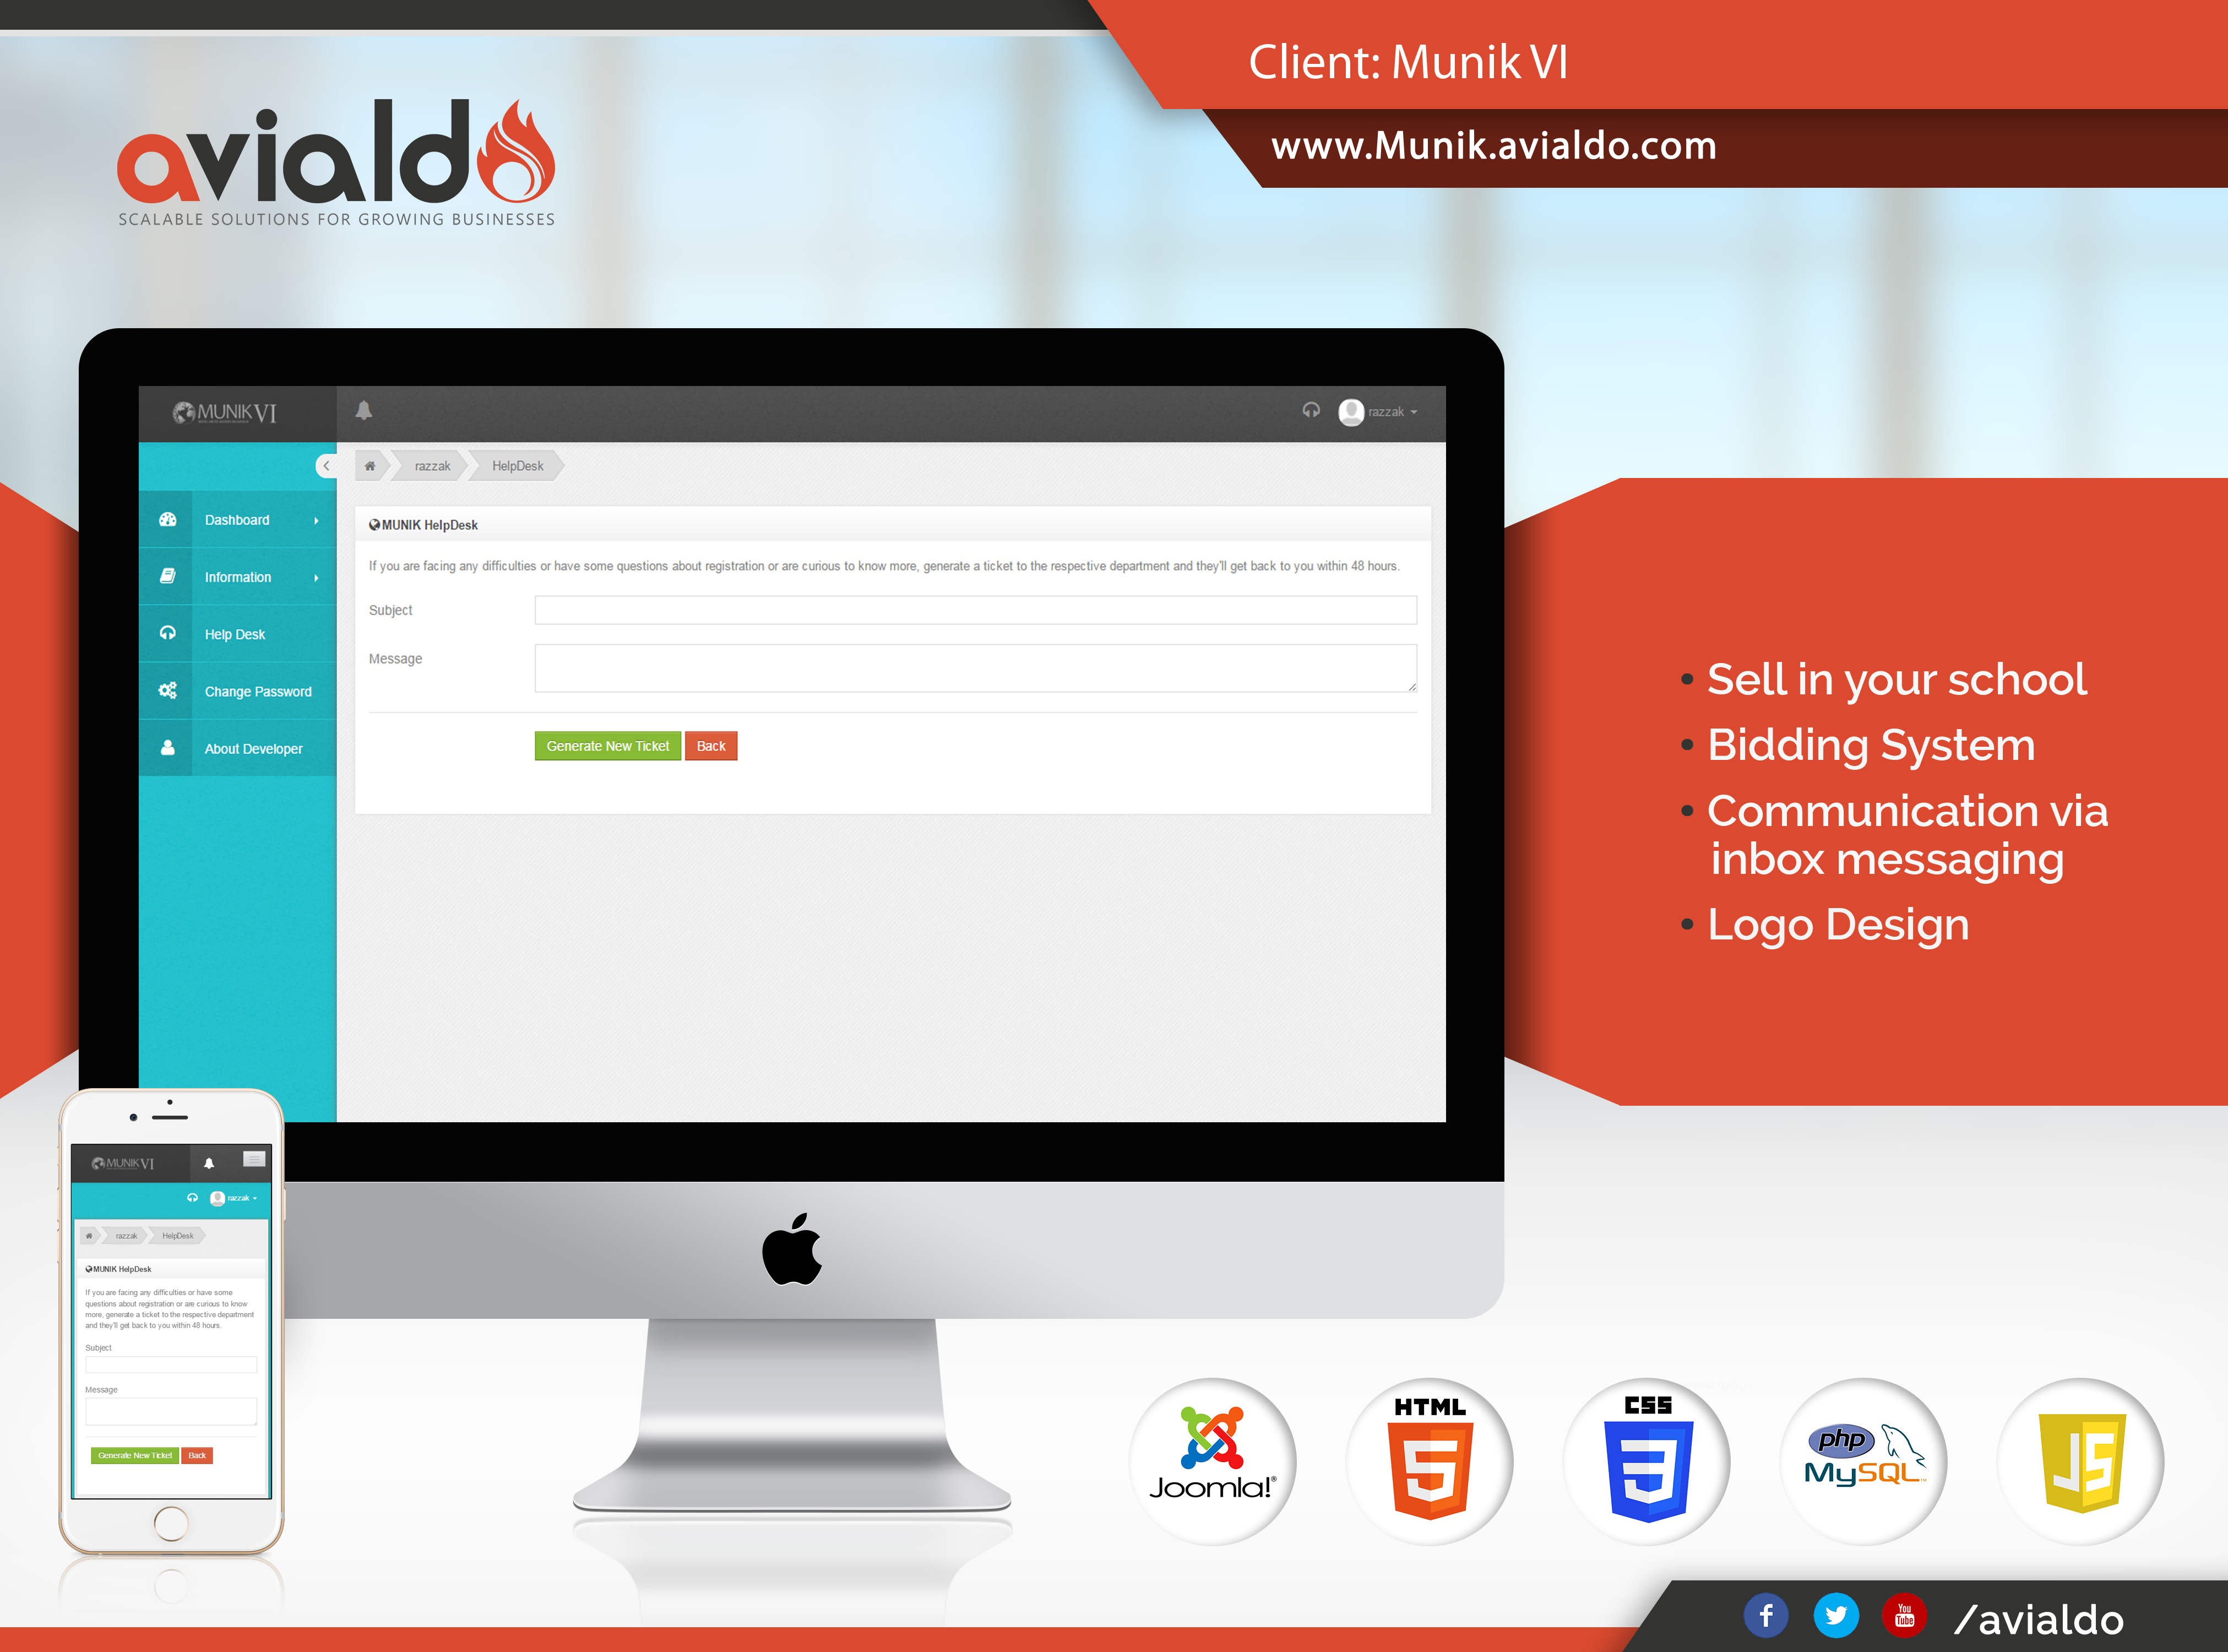 Client: Munik VI
www.Munik.avialdo.com
avialdo
SCALABLE SOLUTIONS FOR GROWING BUSINESSES
MUNIK VI
razzak
razzak
HelpDesk
Dashboard
Information
Help Desk
Change Password
About Developer
MUNIK HelpDesk
If you are facing any difficulties or have some questions about registration or are curious to know more, generate a ticket to the respective department and they'll get back to you within 48 hours.
Subject
Message
Generate New Ticket
Back
• Sell in your school
• Bidding System
• Communication via
inbox messaging
• Logo Design
MUNIK VI
razzak
razzak
HelpDesk
MUNIK HelpDesk
If you are facing any difficulties or have some
questions about registration or are curious to know
more, generate a ticket to the respective department
and they'll get back to you within 48 hours.
Subject
Message
Generate New Ticket
Back
Joomla!®
HTML
5
CSS
3
php
MySQL™
JS
f
You
Tube
/avialdo